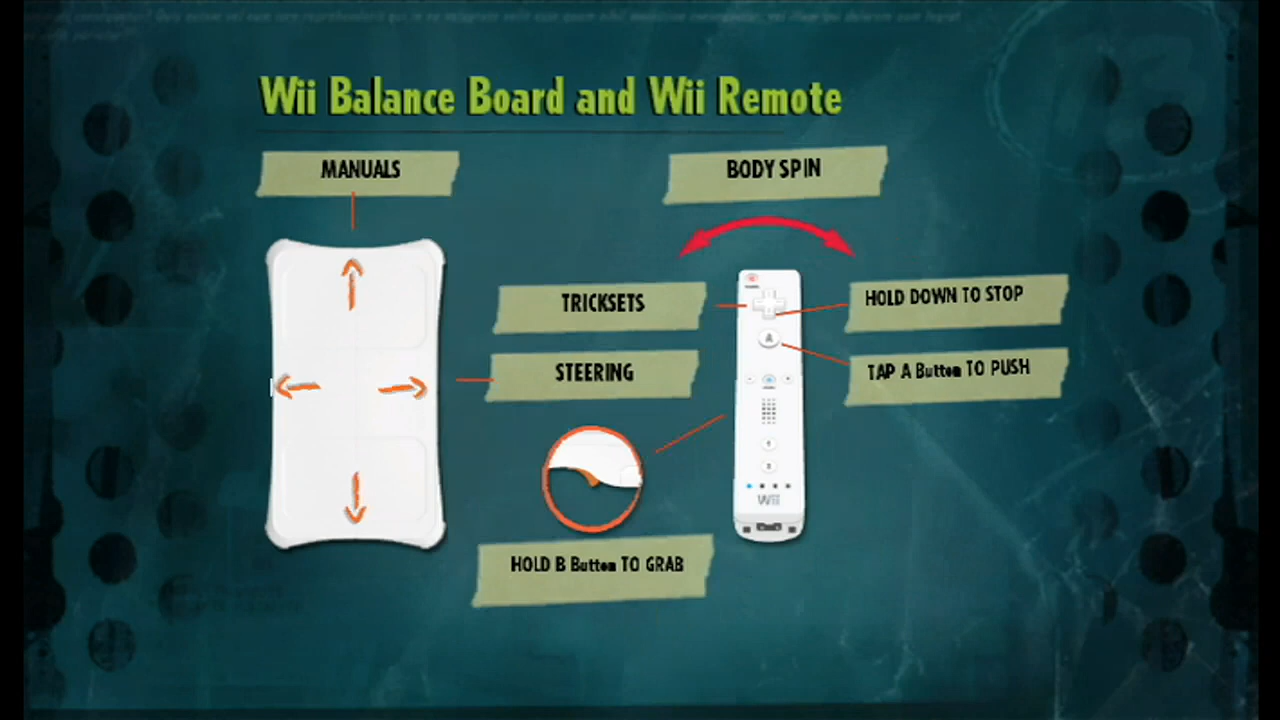 Wii Balance Board and Wii Remote
MANUALS
BODY SPIN
TRICKSETS
HOLD DOWN TO STOP
STEERING
TAP A Button TO PUSH
A
Wii
HOLD B Button TO GRAB